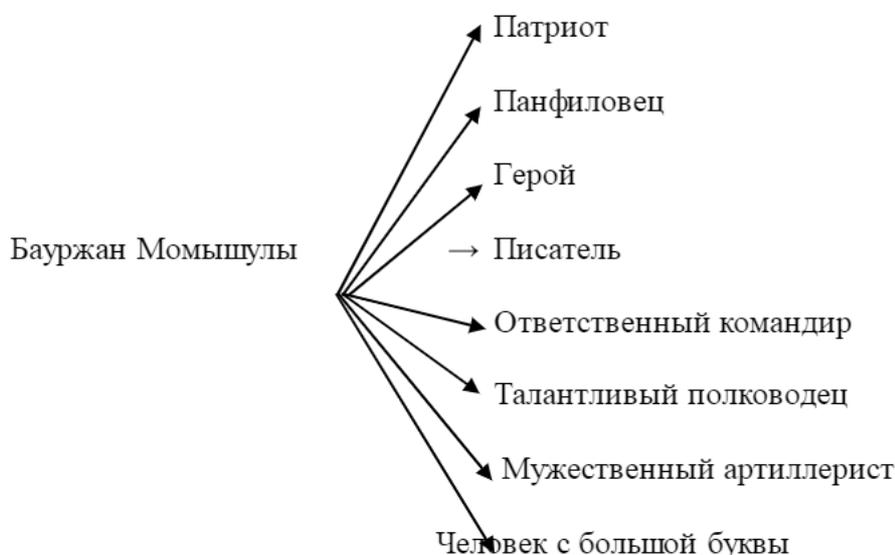 Патриот
Панфиловец
Герой
Бауржан Момышулы → Писатель
Ответственный командир
Талантливый полководец
Мужественный артиллерист
Человек с большой буквы